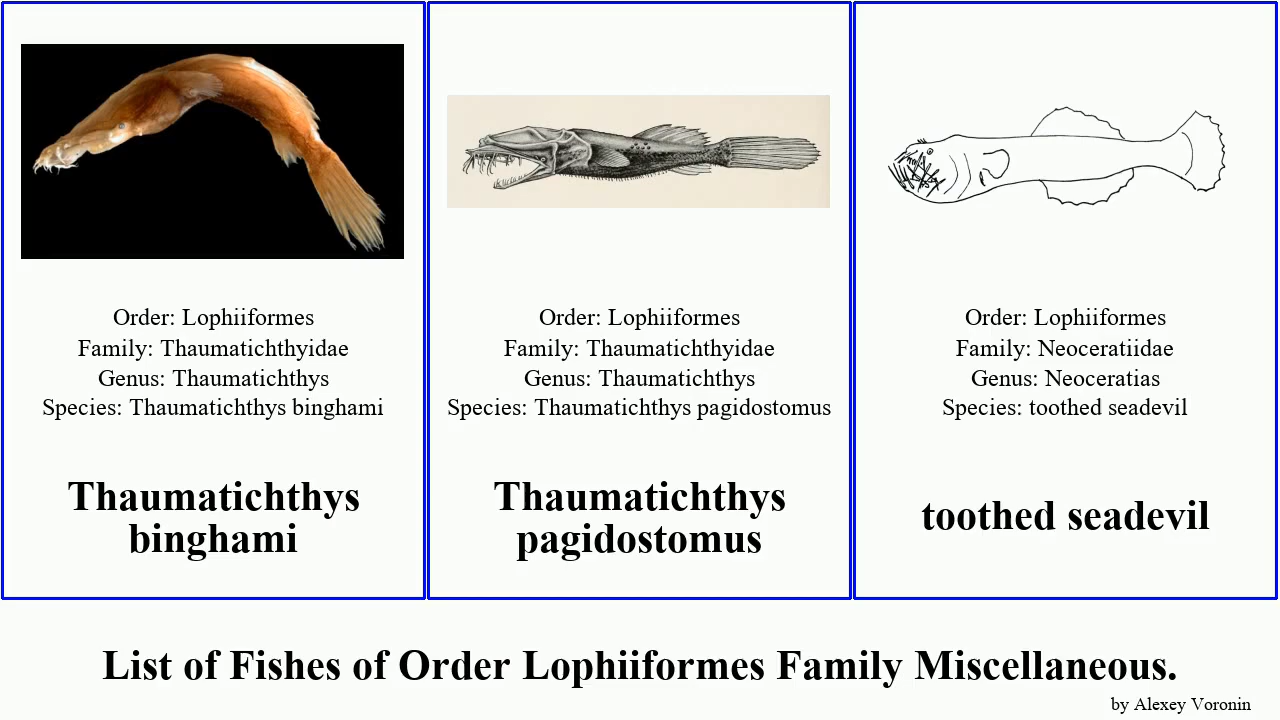 Order: Lophiiformes
Family: Thaumatichthyidae
Genus: Thaumatichthys
Species: Thaumatichthys binghami
Thaumatichthys
binghami
Order: Lophiiformes
Family: Thaumatichthyidae
Genus: Thaumatichthys
Species: Thaumatichthys pagidostomus
Thaumatichthys
pagidostomus
Order: Lophiiformes
Family: Neoceratiidae
Genus: Neoceratias
Species: toothed seadevil
toothed seadevil
List of Fishes of Order Lophiiformes Family Miscellaneous.
by Alexey Voronin